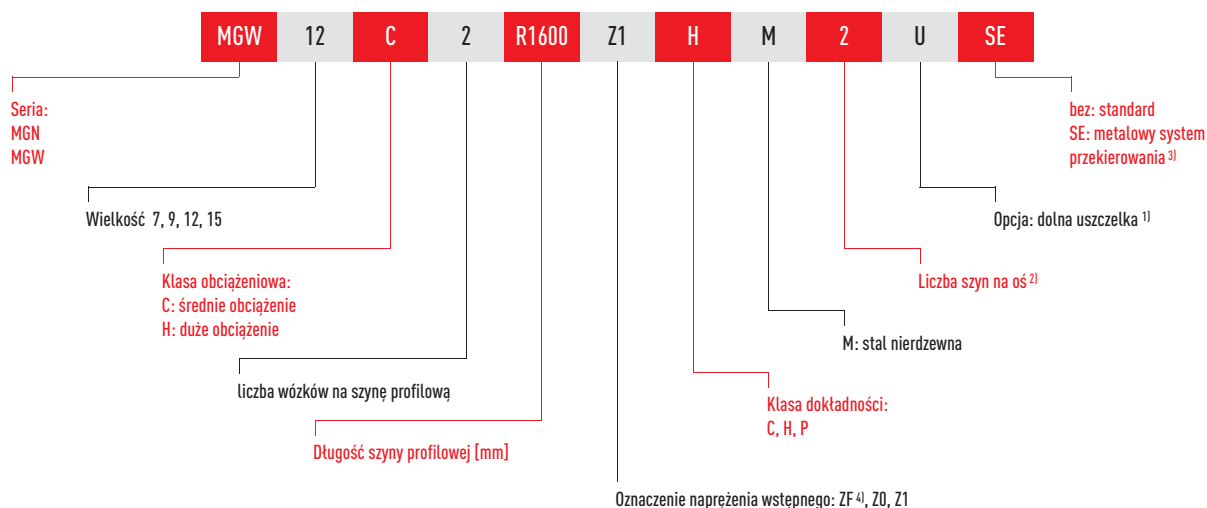 MGW 12 C 2 R1600 Z1 H M 2 U SE
Seria:
MGN
MGW
bez: standard
SE: metalowy system
przekierowania 3)
Wielkość 7, 9, 12, 15
Opcja: dolna uszczelka 1)
Klasa obciążeniowa:
C: średnie obciążenie
H: duże obciążenie
Liczba szyn na oś 2)
M: stal nierdzewna
liczba wózków na szynę profilową
Klasa dokładności:
C, H, P
Długość szyny profilowej [mm]
Oznaczenie naprężenia wstępnego: ZF 4), Z0, Z1